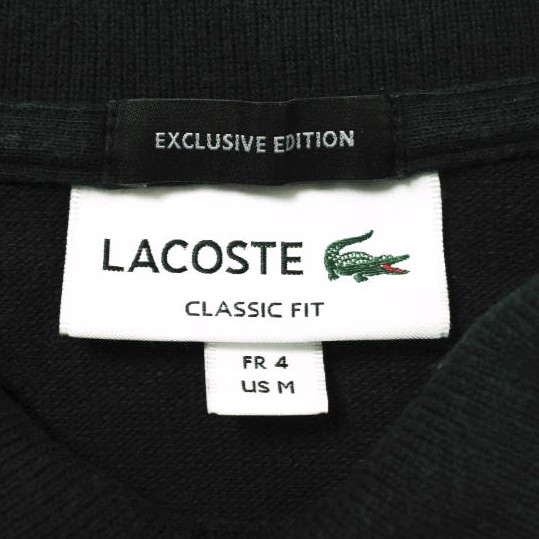 EXCLUSIVE EDITION
LACOSTE
CLASSIC FIT
FR 4
US M